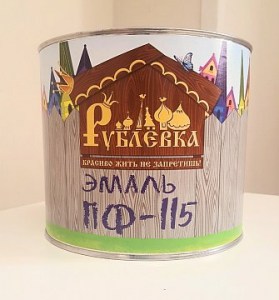 РУБЛЕВКА
КРАСИВО ЖИТЬ НЕ ЗАПРЕТИШЬ!
ЭМАЛЬ
ПФ-115